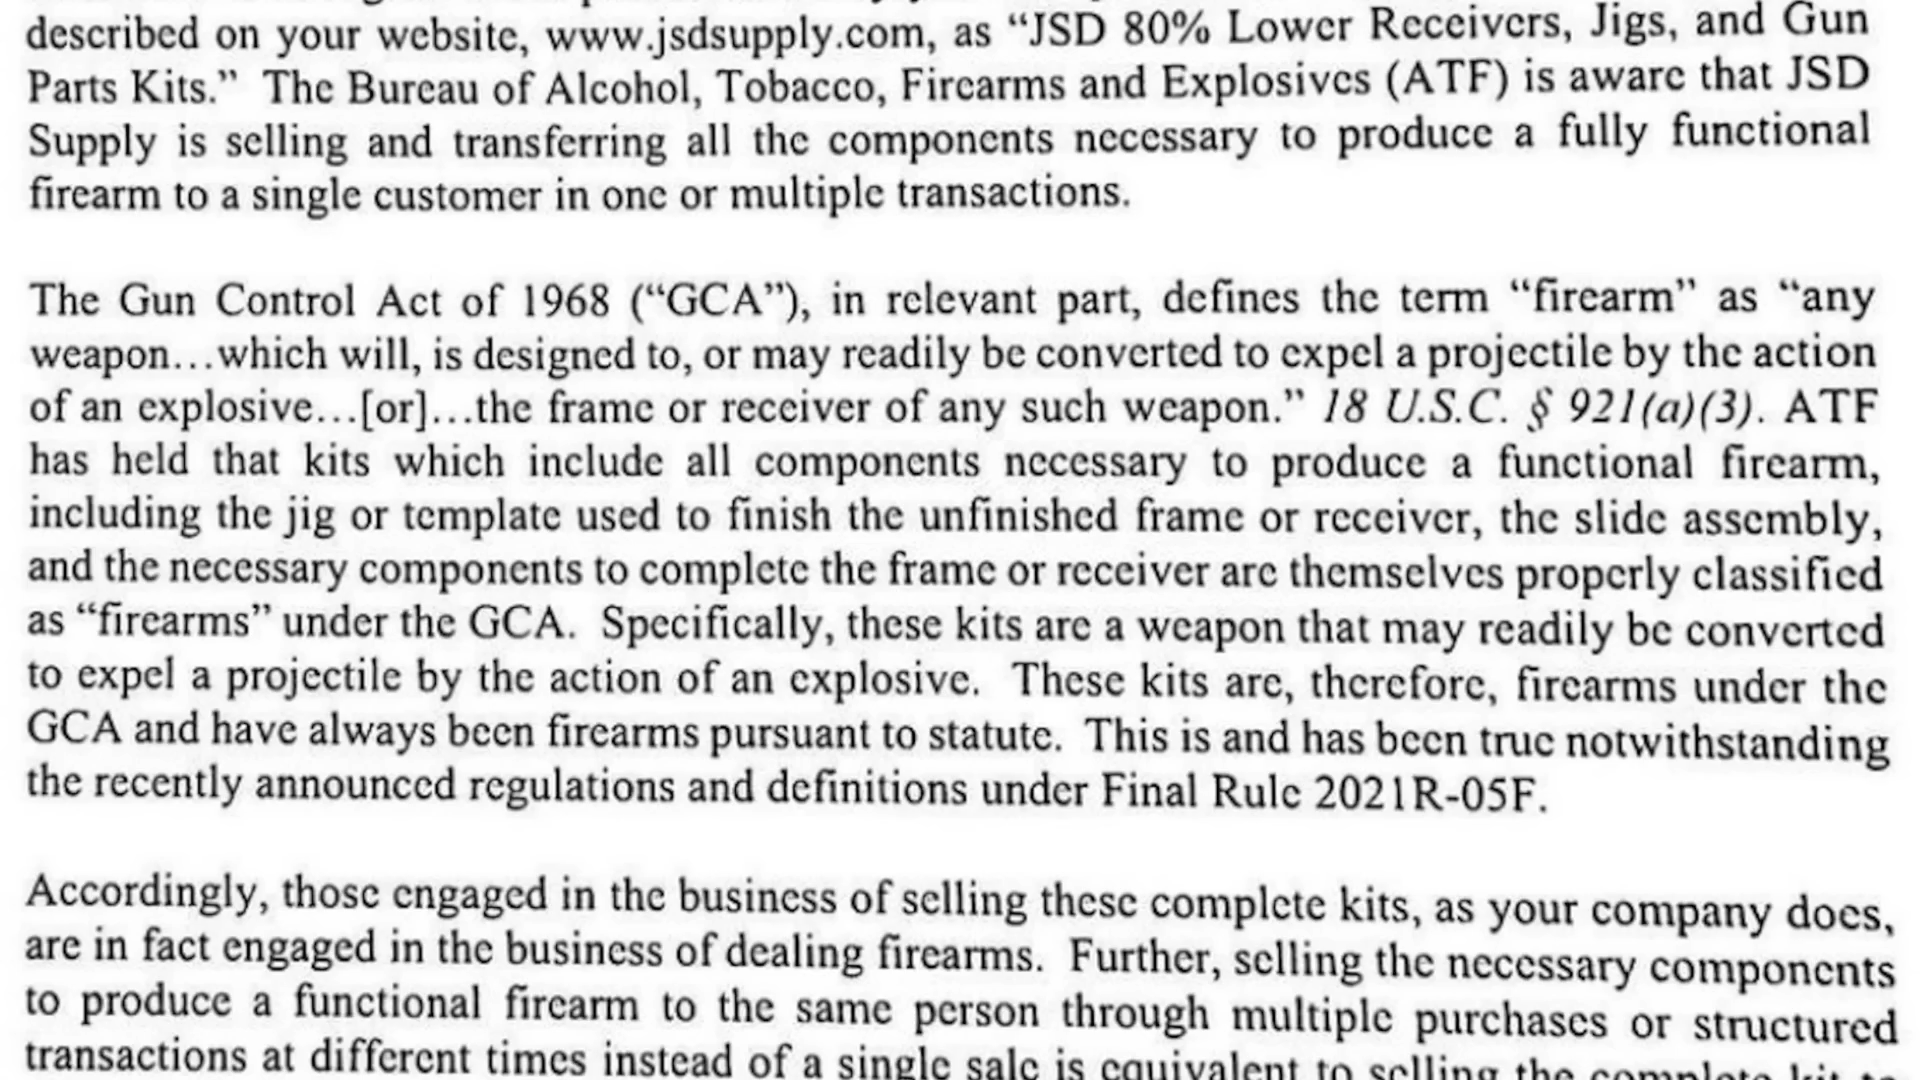 described on your website, www.jsdsupply.com, as “JSD 80% Lower Receivers, Jigs, and Gun
Parts Kits.” The Bureau of Alcohol, Tobacco, Firearms and Explosives (ATF) is aware that JSD
Supply is selling and transferring all the components necessary to produce a fully functional
firearm to a single customer in one or multiple transactions.
The Gun Control Act of 1968 (“GCA”), in relevant part, defines the term “firearm” as “any
weapon…which will, is designed to, or may readily be converted to expel a projectile by the action
of an explosive…[or]…the frame or receiver of any such weapon.” 18 U.S.C. § 921(a)(3). ATF
has held that kits which include all components necessary to produce a functional firearm,
including the jig or template used to finish the unfinished frame or receiver, the slide assembly,
and the necessary components to complete the frame or receiver are themselves properly classified
as “firearms” under the GCA. Specifically, these kits are a weapon that may readily be converted
to expel a projectile by the action of an explosive. These kits are, therefore, firearms under the
GCA and have always been firearms pursuant to statute. This is and has been true notwithstanding
the recently announced regulations and definitions under Final Rule 2021R-05F.
Accordingly, those engaged in the business of selling these complete kits, as your company does,
are in fact engaged in the business of dealing firearms. Further, selling the necessary components
to produce a functional firearm to the same person through multiple purchases or structured
transactions at different times instead of a single sale is equivalent to selling the complete kit to